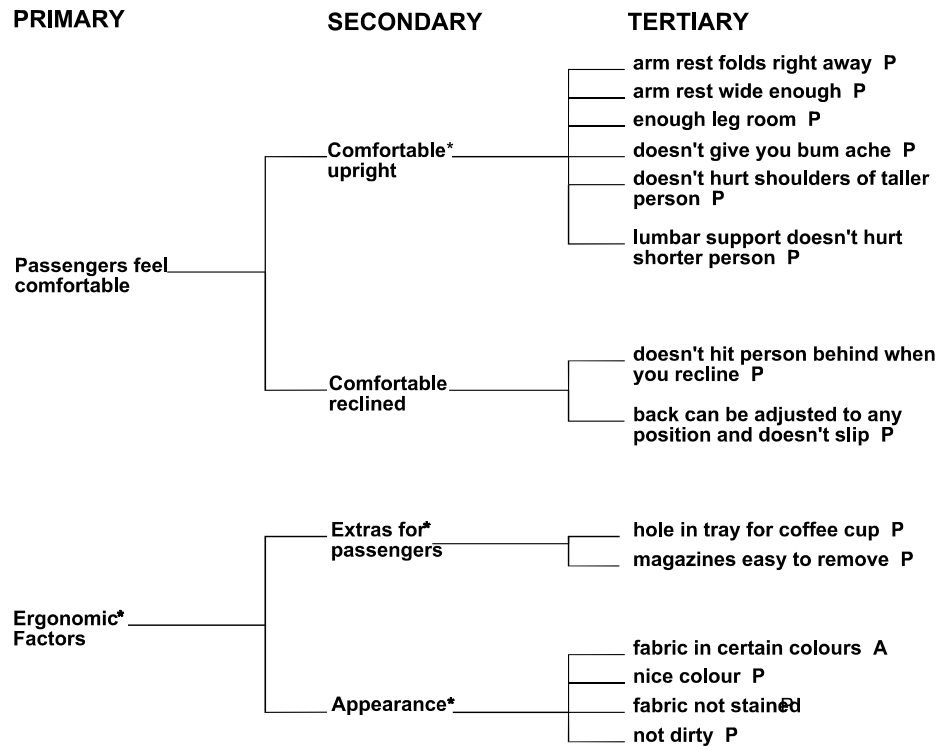 PRIMARY
SECONDARY
TERTIARY
Passengers feel
comfortable
Comfortable*
upright
arm rest folds right away P
arm rest wide enough P
enough leg room P
doesn't give you bum ache P
doesn't hurt shoulders of taller
person P
lumbar support doesn't hurt
shorter person P
Comfortable
reclined
doesn't hit person behind when
you recline P
back can be adjusted to any
position and doesn't slip P
Ergonomic*
Factors
Extras for*
passengers
hole in tray for coffee cup P
magazines easy to remove P
Appearance*
fabric in certain colours A
nice colour P
fabric not stained P
not dirty P